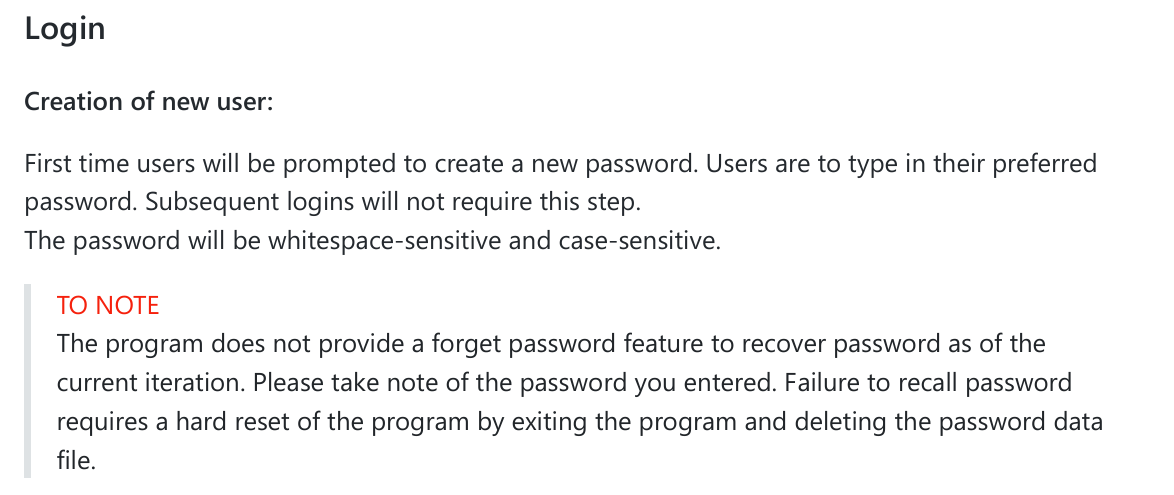 Login
Creation of new user:
First time users will be prompted to create a new password. Users are to type in their preferred
password. Subsequent logins will not require this step.
The password will be whitespace-sensitive and case-sensitive.
TO NOTE
The program does not provide a forget password feature to recover password as of the
current iteration. Please take note of the password you entered. Failure to recall password
requires a hard reset of the program by exiting the program and deleting the password data
file.